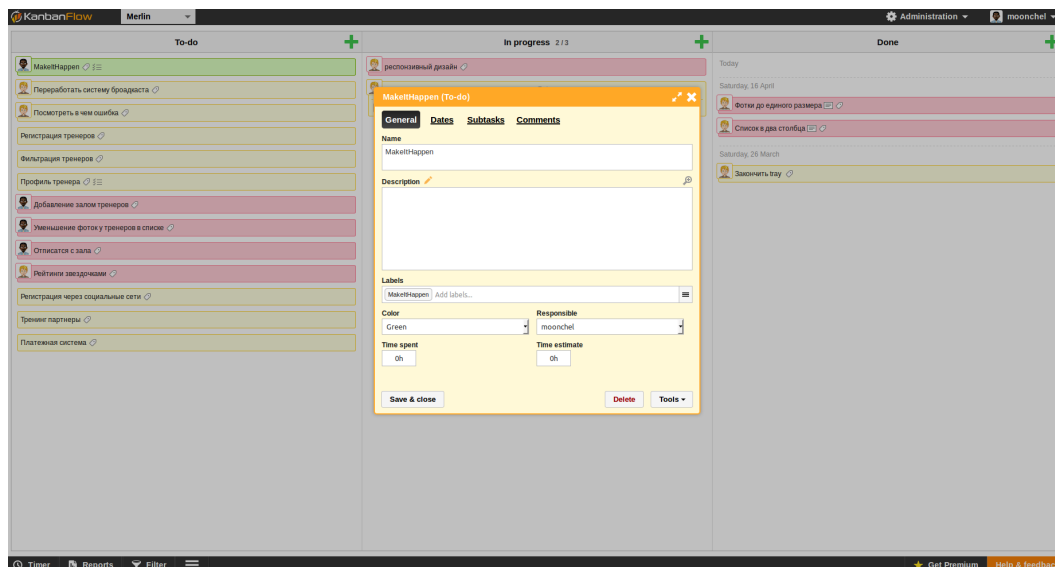 KanbanFlow
Merlin
Administration
moonchel
To-do
MakeItHappen
Переработать систему броадкаста
Посмотреть в чем ошибка
Регистрация тренеров
Фильтрация тренеров
Профиль тренера
Добавление залом тренеров
Уменьшение фоток у тренеров в списке
Отписатся с зала
Рейтинги звездочками
Регистрация через социальные сети
Тренинг партнеры
Платежная система
In progress 2 / 3
респонзивный дизайн
Done
Today
Saturday, 16 April
Фотки до единого размера
Список в два столбца
Saturday, 26 March
Закончить tray
MakeItHappen (To-do)
General Dates Subtasks Comments
Name
MakeItHappen
Description
Labels
MakeItHappen Add labels...
Color Responsible
Green moonchel
Time spent Time estimate
0h 0h
Save & close Delete Tools
Timer Reports Filter
Get Premium Help & feedbac